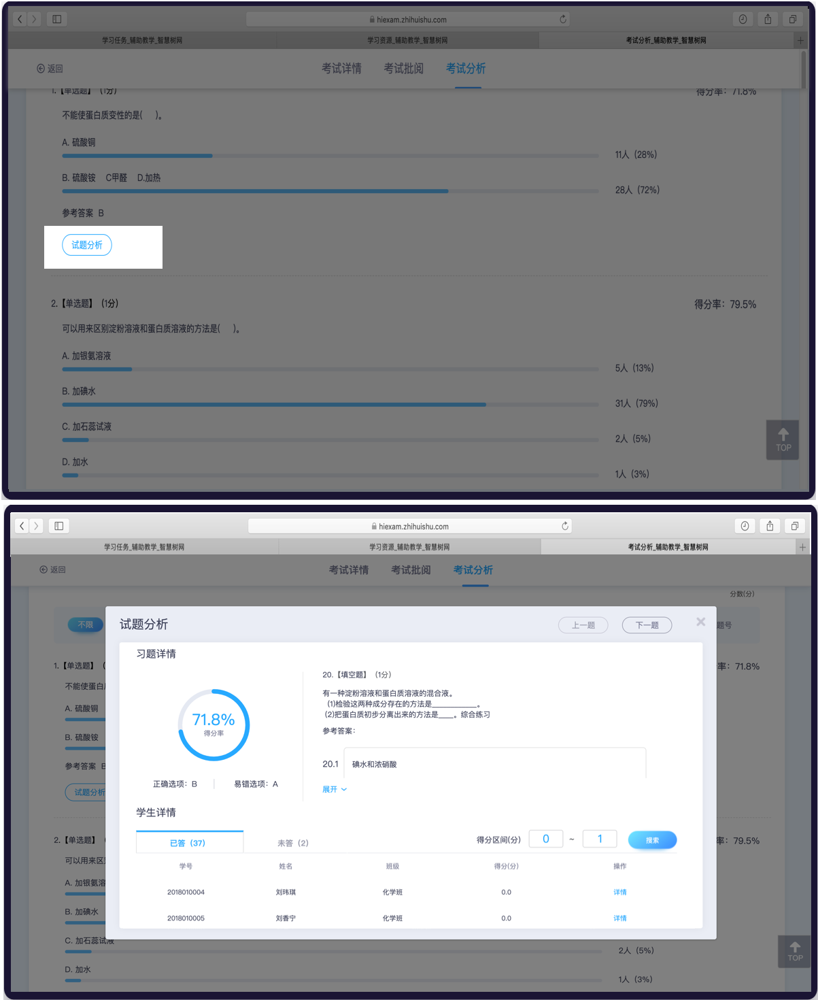 hiexam.zhihuishu.com
学习任务_辅助教学_智慧树网
学习资源_辅助教学_智慧树网
考试分析_辅助教学_智慧树网
返回
考试详情
考试批阅
考试分析
1.【单选题】 (1分)
得分率：71.8%
不能使蛋白质变性的是( )。
A. 硫酸铜
11人 (28%)
B. 硫酸铵 C甲醛 D.加热
28人 (72%)
参考答案 B
试题分析
2.【单选题】 (1分)
得分率：79.5%
可以用来区别淀粉溶液和蛋白质溶液的方法是( )。
A. 加银氨溶液
5人 (13%)
B. 加碘水
31人 (79%)
C. 加石蕊试液
2人 (5%)
D. 加水
1人 (3%)
TOP
hiexam.zhihuishu.com
学习任务_辅助教学_智慧树网
学习资源_辅助教学_智慧树网
考试分析_辅助教学_智慧树网
返回
考试详情
考试批阅
考试分析
分数(分)
不限
题号
试题分析
上一题
下一题
习题详情
71.8%
得分率
正确选项：B
易错选项：A
20.【填空题】 (1分)
有一种淀粉溶液和蛋白质溶液的混合液。
(1)检验这两种成分存在的方法是___________。
(2)把蛋白质初步分离出来的方法是____。综合练习
参考答案：
20.1 碘水和浓硝酸
展开
学生详情
已答 (37)
未答 (2)
得分区间(分) 0 ~ 1 搜索
学号 姓名 班级 得分(分) 操作
2018010004 刘玮琪 化学班 0.0 详情
2018010005 刘香宁 化学班 0.0 详情
1.【单选题】 (
率：71.8%
不能使蛋白
A. 硫酸铜
B. 硫酸铵
参考答案 B
试题分析
2.【单选题】
率：79.5%
可以用来区
A. 加银氨溶
B. 加碘水
C. 加石蕊试液
2人 (5%)
D. 加水
1人 (3%)
TOP